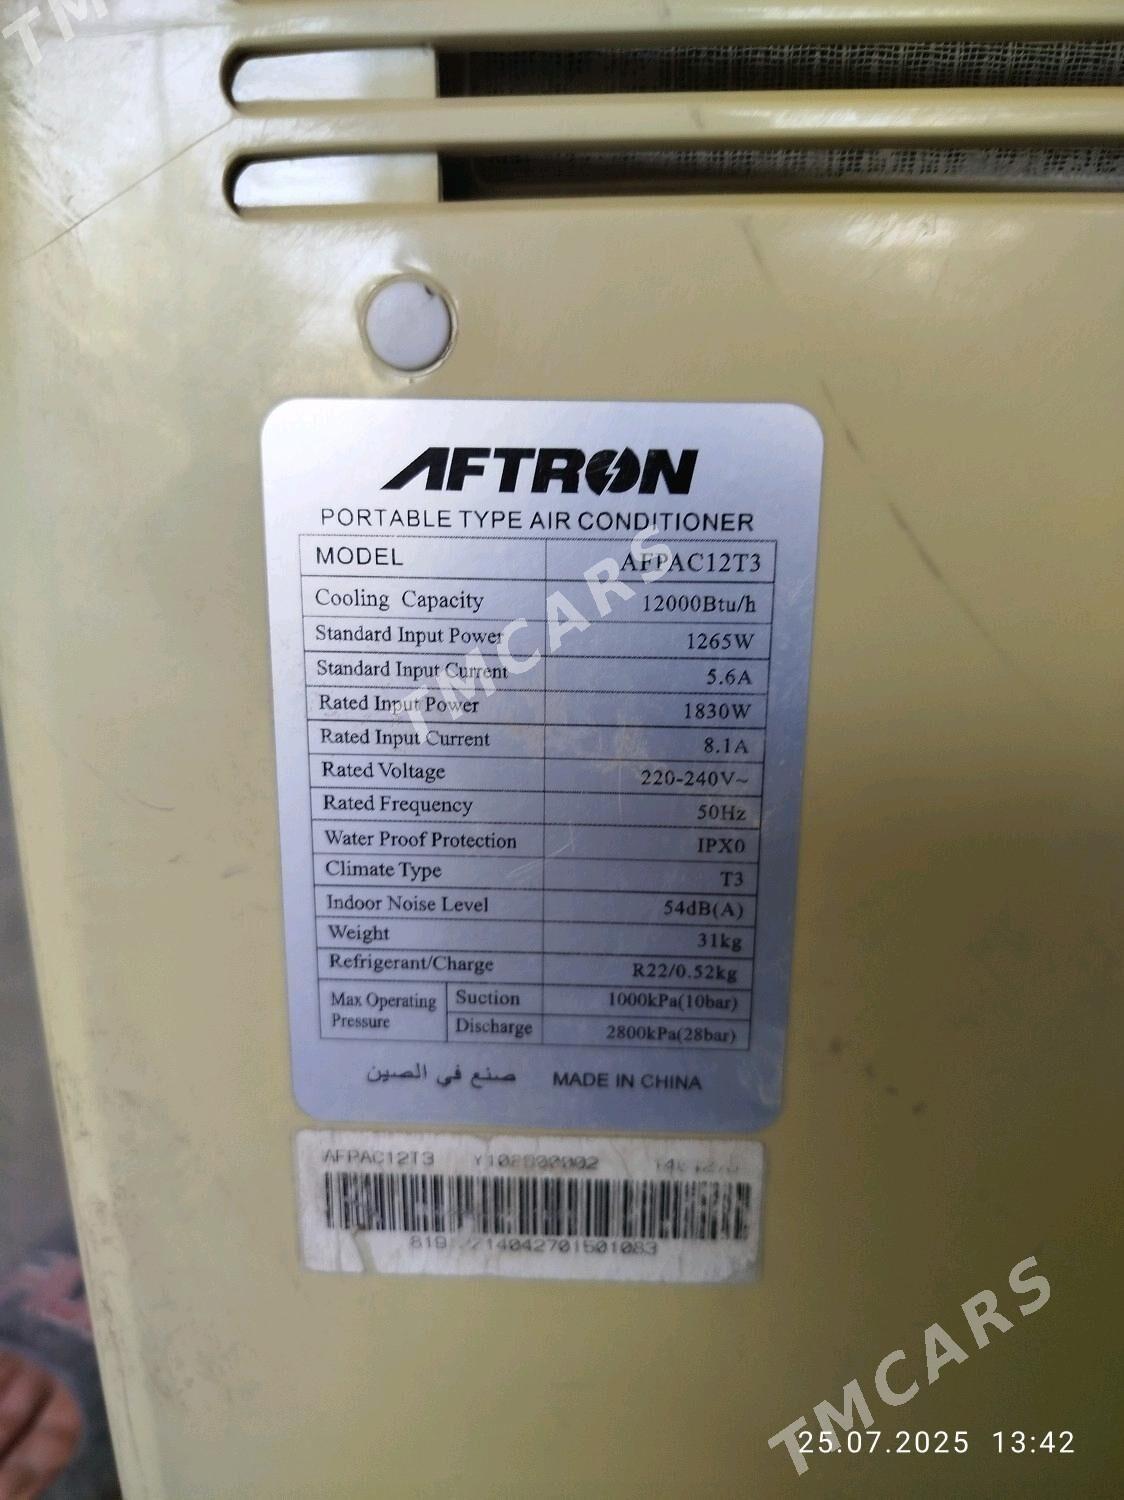 AFTRON
PORTABLE TYPE AIR CONDITIONER
MODEL AFPAC12T3
Cooling Capacity 12000Btu/h
Standard Input Power 1265W
Standard Input Current 5.6A
Rated Input Power 1830W
Rated Input Current 8.1A
Rated Voltage 220-240V~
Rated Frequency 50Hz
Water Proof Protection IPX0
Climate Type T3
Indoor Noise Level 54dB(A)
Weight 31kg
Refrigerant/Charge R22/0.52kg
Max Operating Pressure Suction 1000kPa(10bar)
Discharge 2800kPa(28bar)
صنع في الصين MADE IN CHINA
AFPAC12T3
TMCARS
TMCARS
25.07.2025 13:42